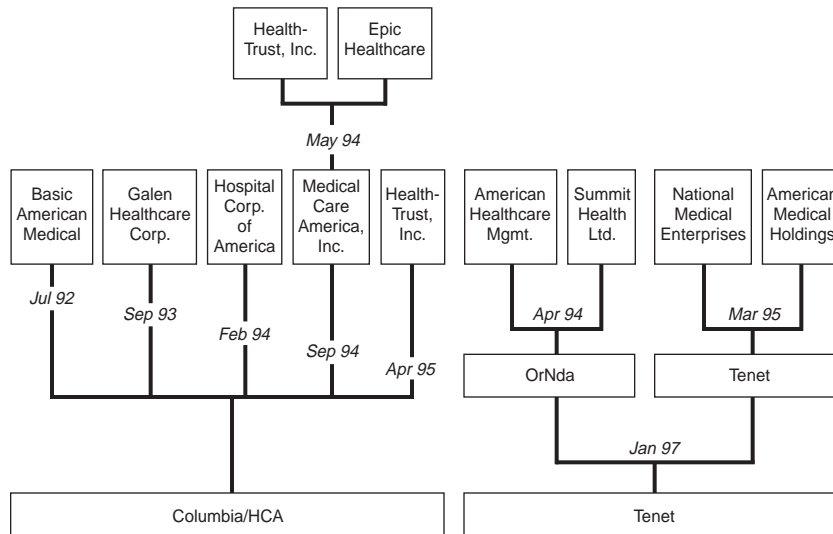 Health-
Trust, Inc.
Epic
Healthcare
May 94
Basic
American
Medical
Galen
Healthcare
Corp.
Hospital
Corp.
of
America
Medical
Care
America,
Inc.
Health-
Trust,
Inc.
American
Healthcare
Mgmt.
Summit
Health
Ltd.
National
Medical
Enterprises
American
Medical
Holdings
Jul 92
Sep 93
Feb 94
Sep 94
Apr 95
Apr 94
Mar 95
OrNda
Tenet
Jan 97
Columbia/HCA
Tenet